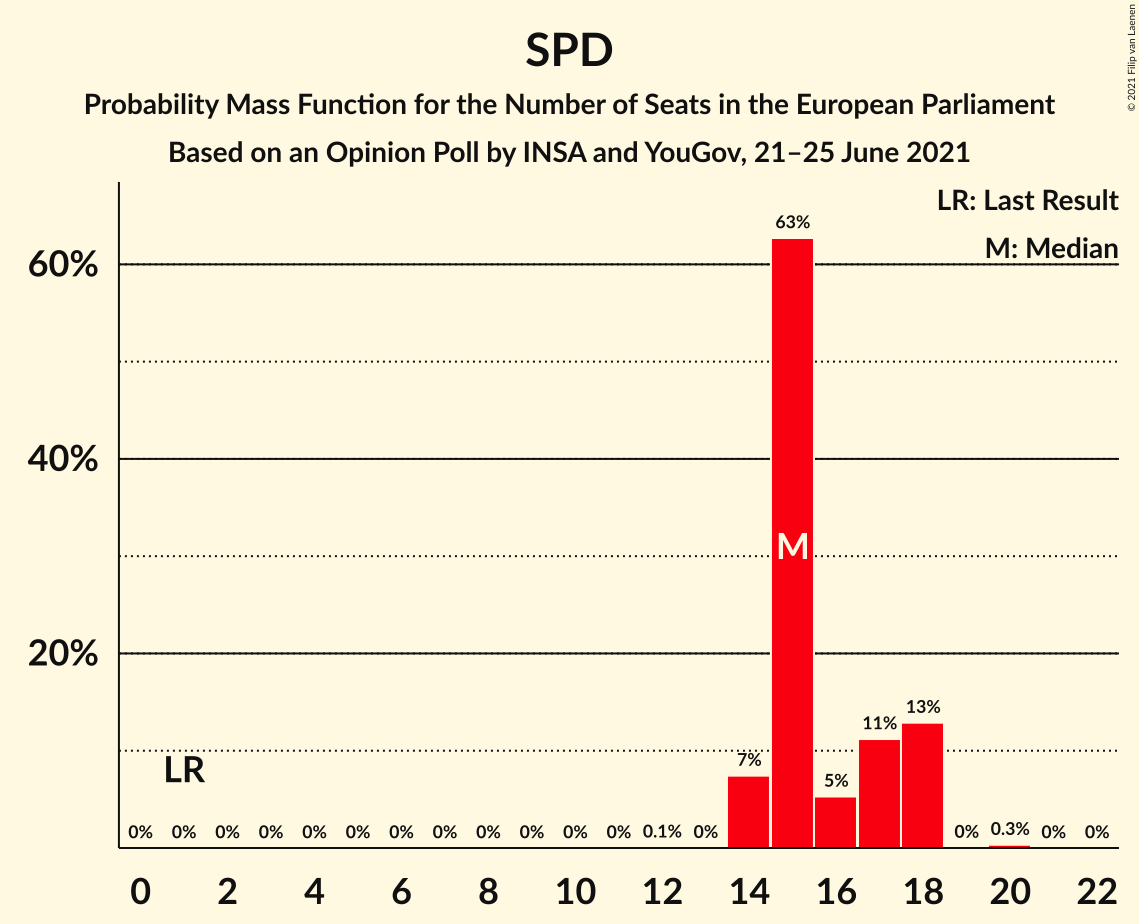 SPD
Probability Mass Function for the Number of Seats in the European Parliament
Based on an Opinion Poll by INSA and YouGov, 21–25 June 2021
© 2021 Filip van Laenen
LR: Last Result
M: Median
63%
60%
40%
M
20%
13%
11%
7%
5%
LR
0% 0% 0% 0% 0% 0% 0% 0% 0% 0% 0% 0% 0.1% 0% 0% 0.3% 0% 0%
0 2 4 6 8 10 12 14 16 18 20 22